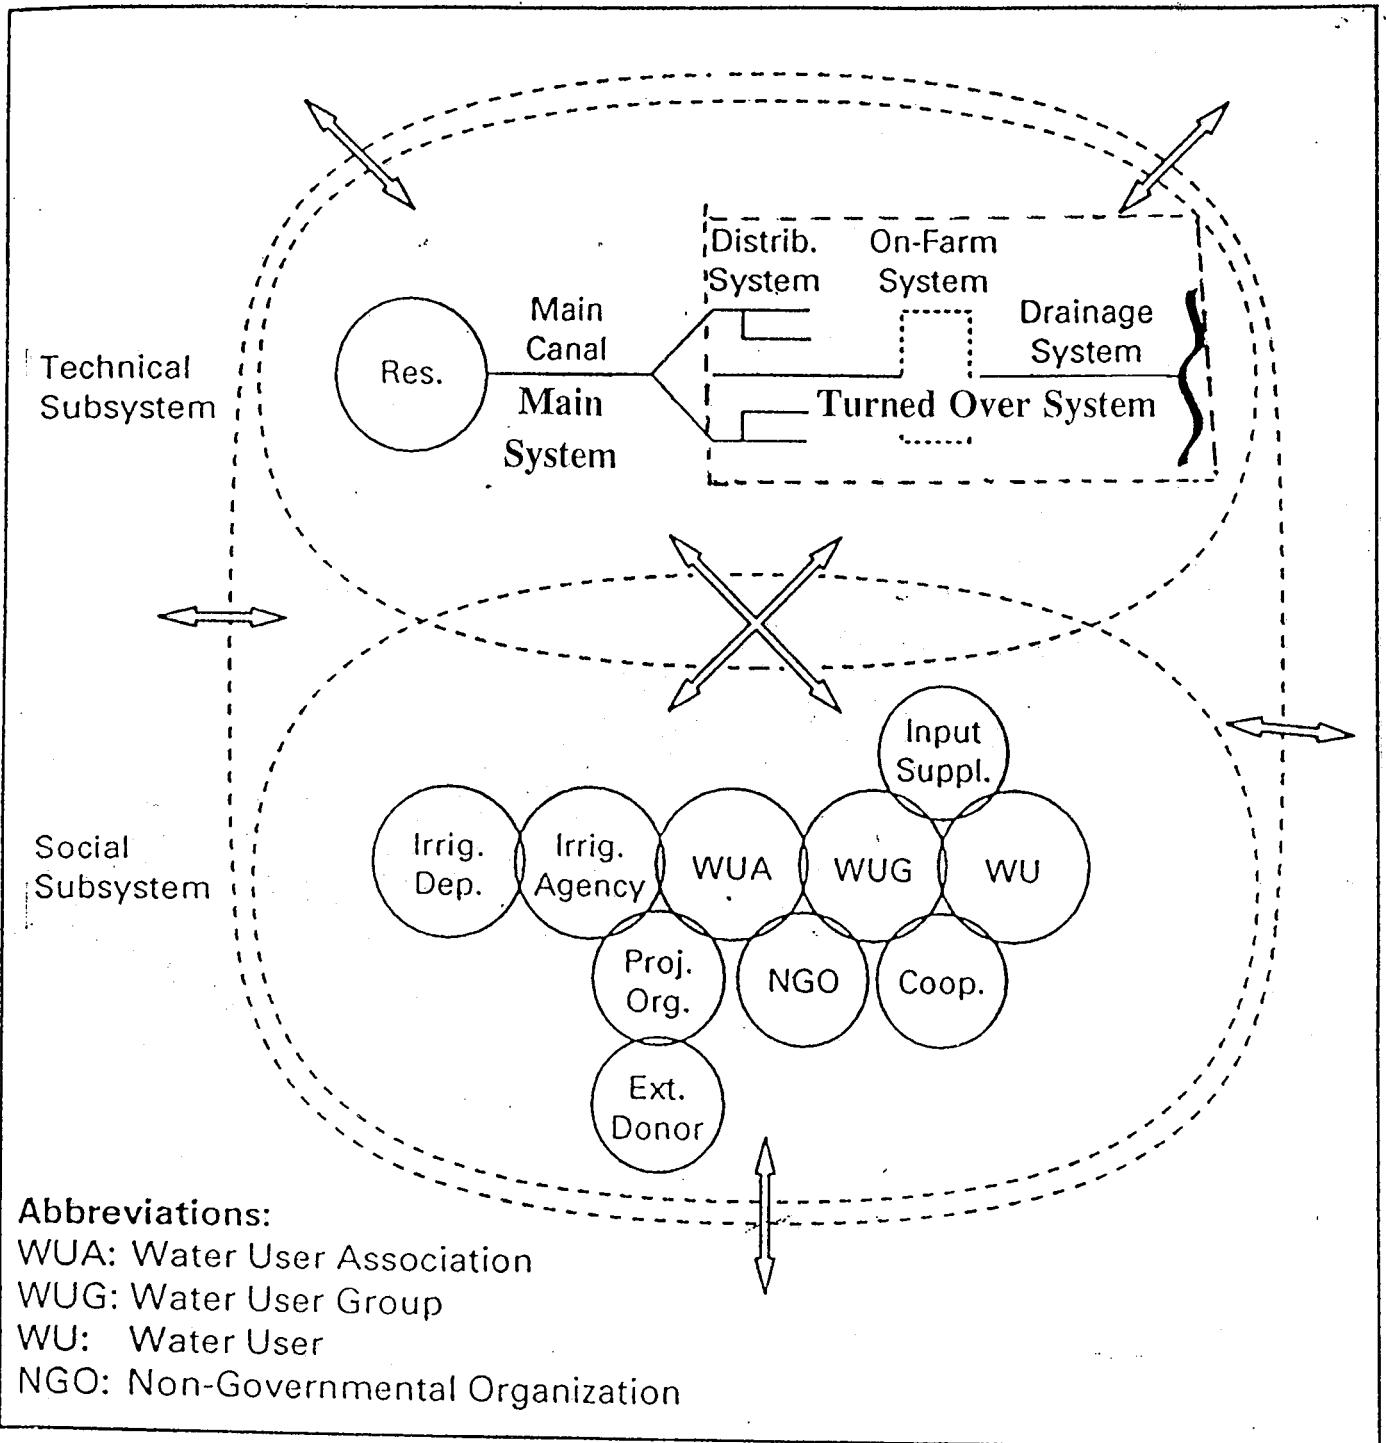 Distrib.
System
On-Farm
System
Main
Canal
Drainage
System
Technical
Subsystem
Res.
Main
System
Turned Over System
Input
Suppl.
Social
Subsystem
Irrig.
Dep.
Irrig.
Agency
WUA
WUG
WU
Proj.
Org.
NGO
Coop.
Ext.
Donor
Abbreviations:
WUA: Water User Association
WUG: Water User Group
WU: Water User
NGO: Non-Governmental Organization